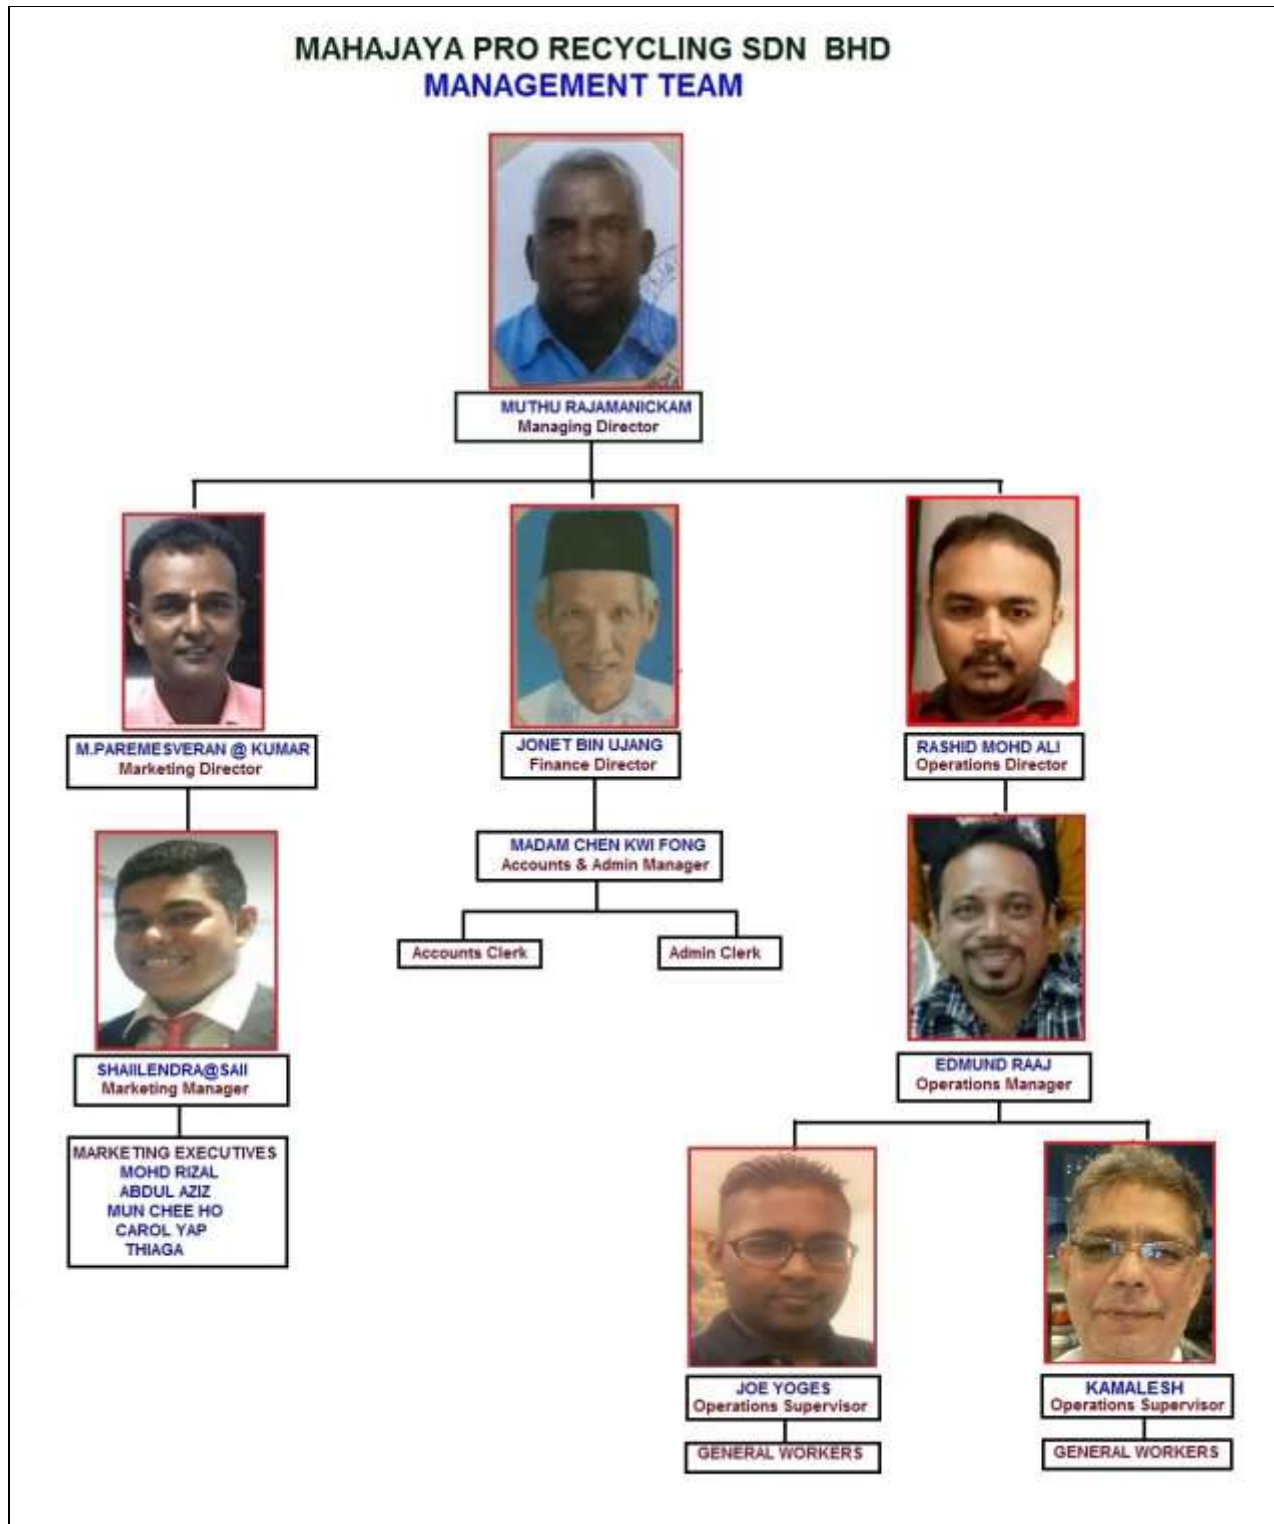 MAHAJAYA PRO RECYCLING SDN BHD
MANAGEMENT TEAM
MUTHU RAJAMANICKAM
Managing Director
M.PAREMESVERAN @ KUMAR
Marketing Director
JONET BIN UJANG
Finance Director
RASHID MOHD ALI
Operations Director
MADAM CHEN KWI FONG
Accounts & Admin Manager
Accounts Clerk
Admin Clerk
SHAIILENDRA@SAII
Marketing Manager
EDMUND RAAJ
Operations Manager
MARKETING EXECUTIVES
MOHD RIZAL
ABDUL AZIZ
MUN CHEE HO
CAROL YAP
THIAGA
JOE YOGES
Operations Supervisor
GENERAL WORKERS
KAMALESH
Operations Supervisor
GENERAL WORKERS